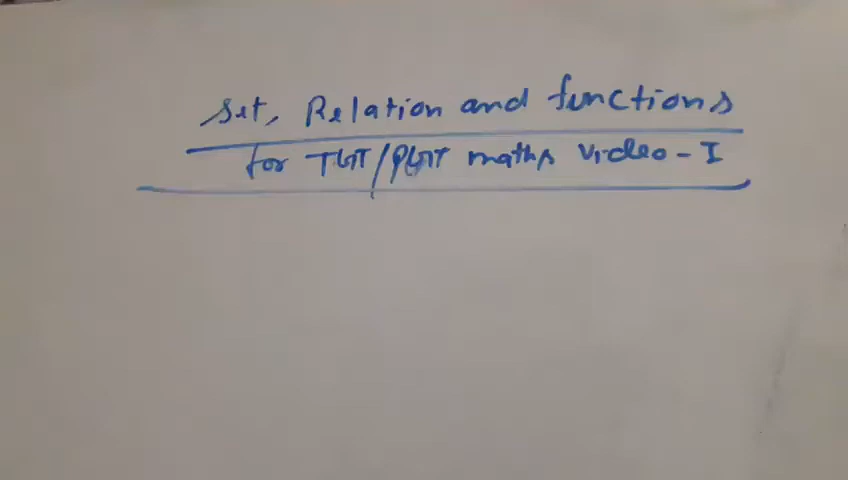 Set, Relation and functions
for TGT/PGT maths Video-I